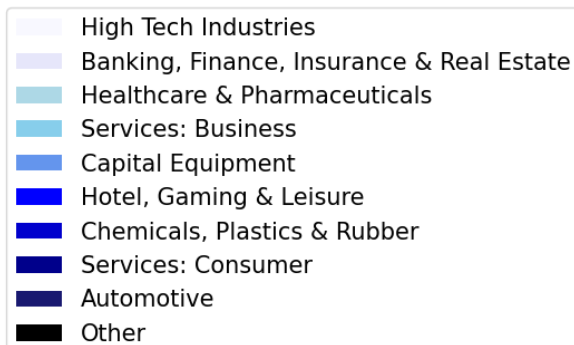 High Tech Industries
Banking, Finance, Insurance & Real Estate
Healthcare & Pharmaceuticals
Services: Business
Capital Equipment
Hotel, Gaming & Leisure
Chemicals, Plastics & Rubber
Services: Consumer
Automotive
Other